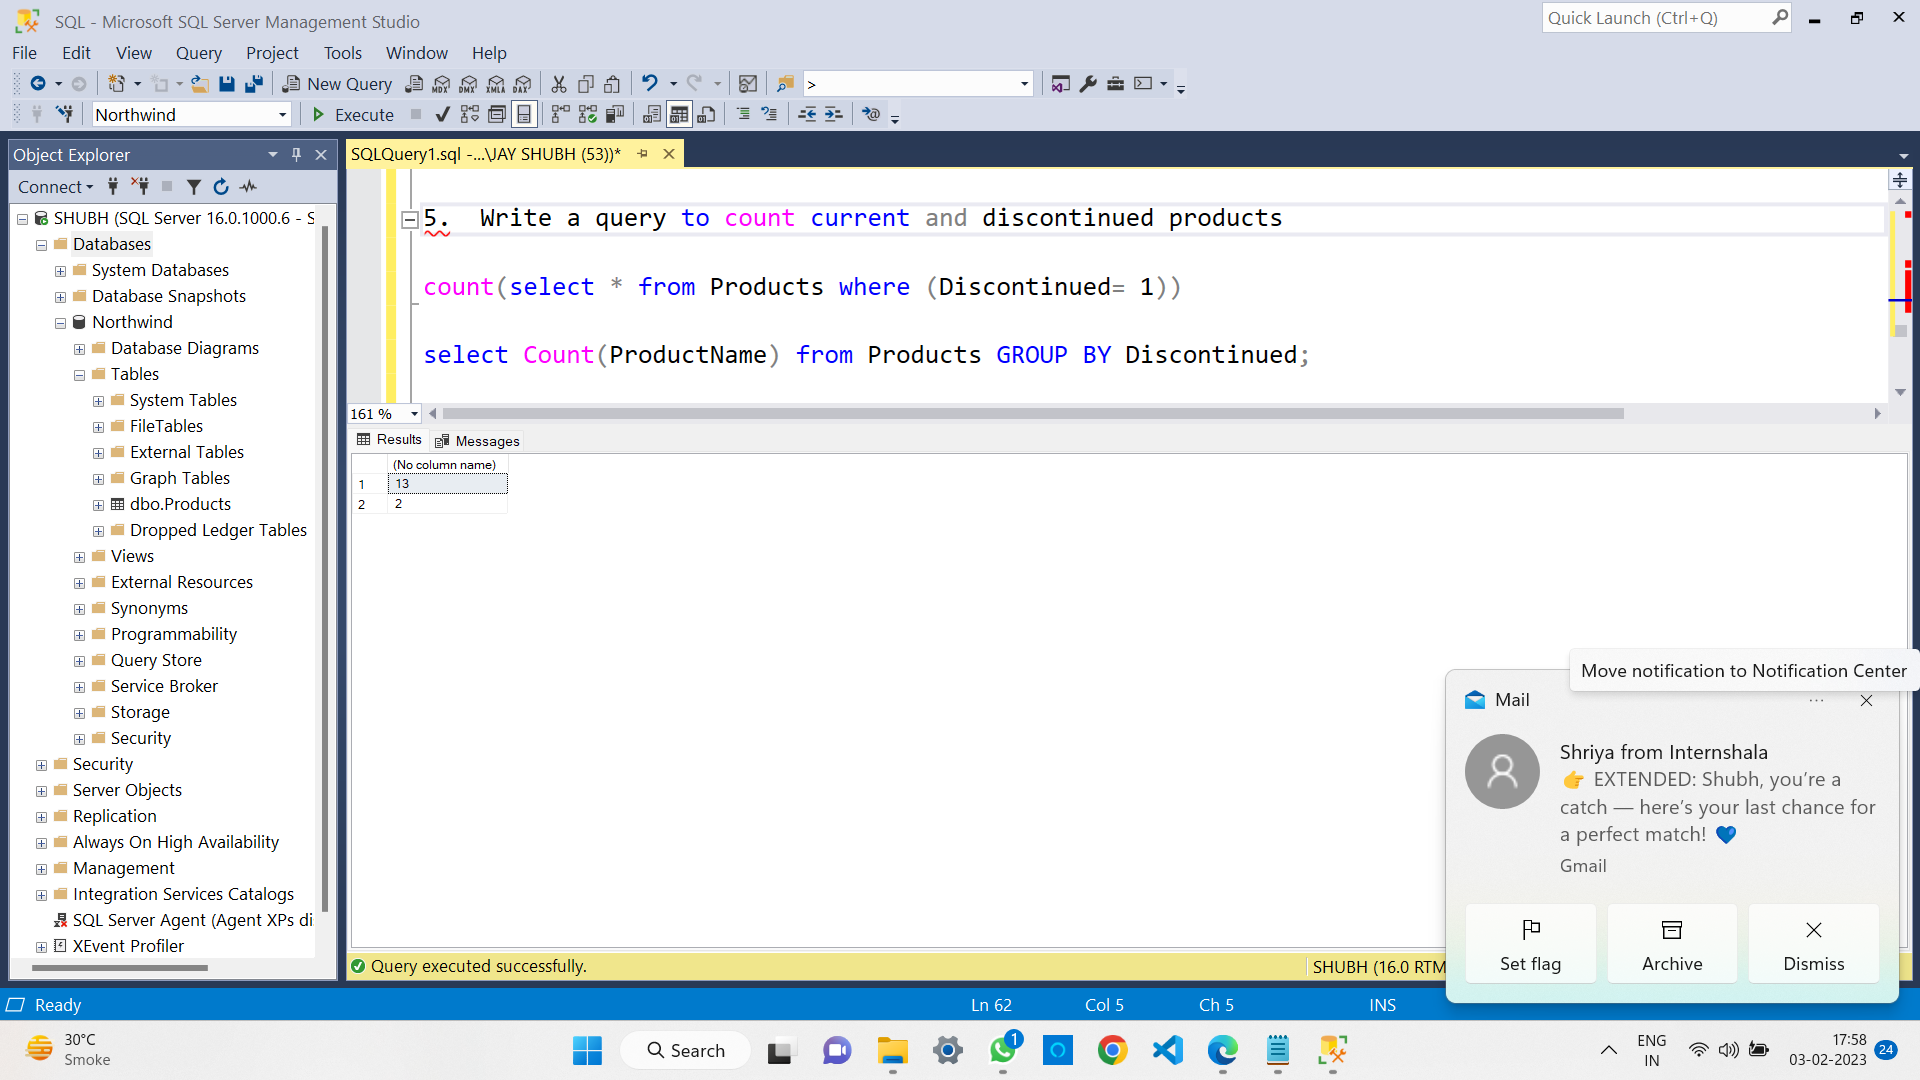 SQL - Microsoft SQL Server Management Studio
Quick Launch (Ctrl+Q)
File Edit View Query Project Tools Window Help
New Query MDX DMX XMLA DAX >
Northwind Execute
Object Explorer
SQLQuery1.sql -...\JAY SHUBH (53))*
Connect
SHUBH (SQL Server 16.0.1000.6 - S
Databases
System Databases
Database Snapshots
Northwind
Database Diagrams
Tables
System Tables
FileTables
External Tables
Graph Tables
dbo.Products
Dropped Ledger Tables
Views
External Resources
Synonyms
Programmability
Query Store
Service Broker
Storage
Security
Security
Server Objects
Replication
Always On High Availability
Management
Integration Services Catalogs
SQL Server Agent (Agent XPs di
XEvent Profiler
5. Write a query to count current and discontinued products
count(select * from Products where (Discontinued= 1))
select Count(ProductName) from Products GROUP BY Discontinued;
161 %
Results Messages
(No column name)
1 13
2 2
Move notification to Notification Center
Mail
Shriya from Internshala
👉 EXTENDED: Shubh, you’re a
catch — here’s your last chance for
a perfect match! 💙
Gmail
Set flag Archive Dismiss
Query executed successfully.
SHUBH (16.0 RTM
Ready Ln 62 Col 5 Ch 5 INS
30°C
Smoke
Search
1
ENG
IN
17:58
03-02-2023
24